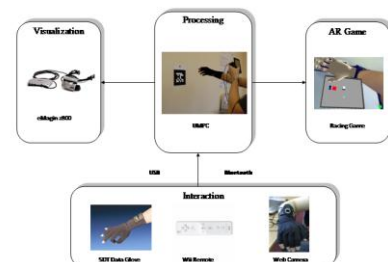 Visualization
Processing
AR Game
eMagin z800
UMPC
Racing Game
USB
Bluetooth
Interaction
5DT Data Glove
Wii Remote
Web Camera